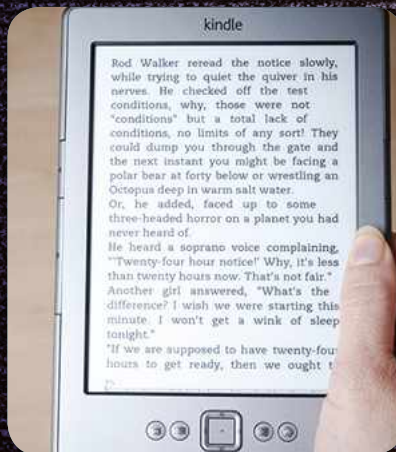 kindle
Rod Walker reread the notice slowly,
while trying to quiet the quiver in his
nerves. He checked off the test
conditions, why, those were not
"conditions" but a total lack of
conditions, no limits of any sort! They
could dump you through the gate and
the next instant you might be facing a
polar bear at forty below or wrestling an
Octopus deep in warm salt water.
Or, he added, faced up to some
three-headed horror on a planet you had
never heard of.
He heard a soprano voice complaining,
"'Twenty-four hour notice!' Why, it's less
than twenty hours now. That's not fair."
Another girl answered, "What's the
difference? I wish we were starting this
minute. I won't get a wink of sleep
tonight."
"If we are supposed to have twenty-four
hours to get ready, then we ought